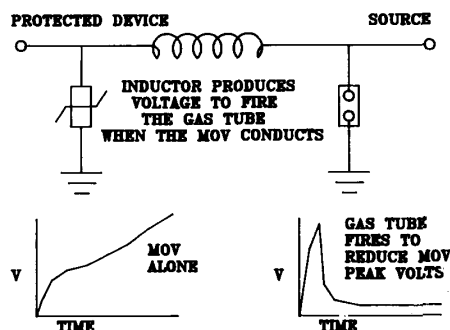 PROTECTED DEVICE
SOURCE
INDUCTOR PRODUCES
VOLTAGE TO FIRE
THE GAS TUBE
WHEN THE MOV CONDUCTS
V
MOV
ALONE
TIME
V
GAS TUBE
FIRES TO
REDUCE MOV
PEAK VOLTS
TIME